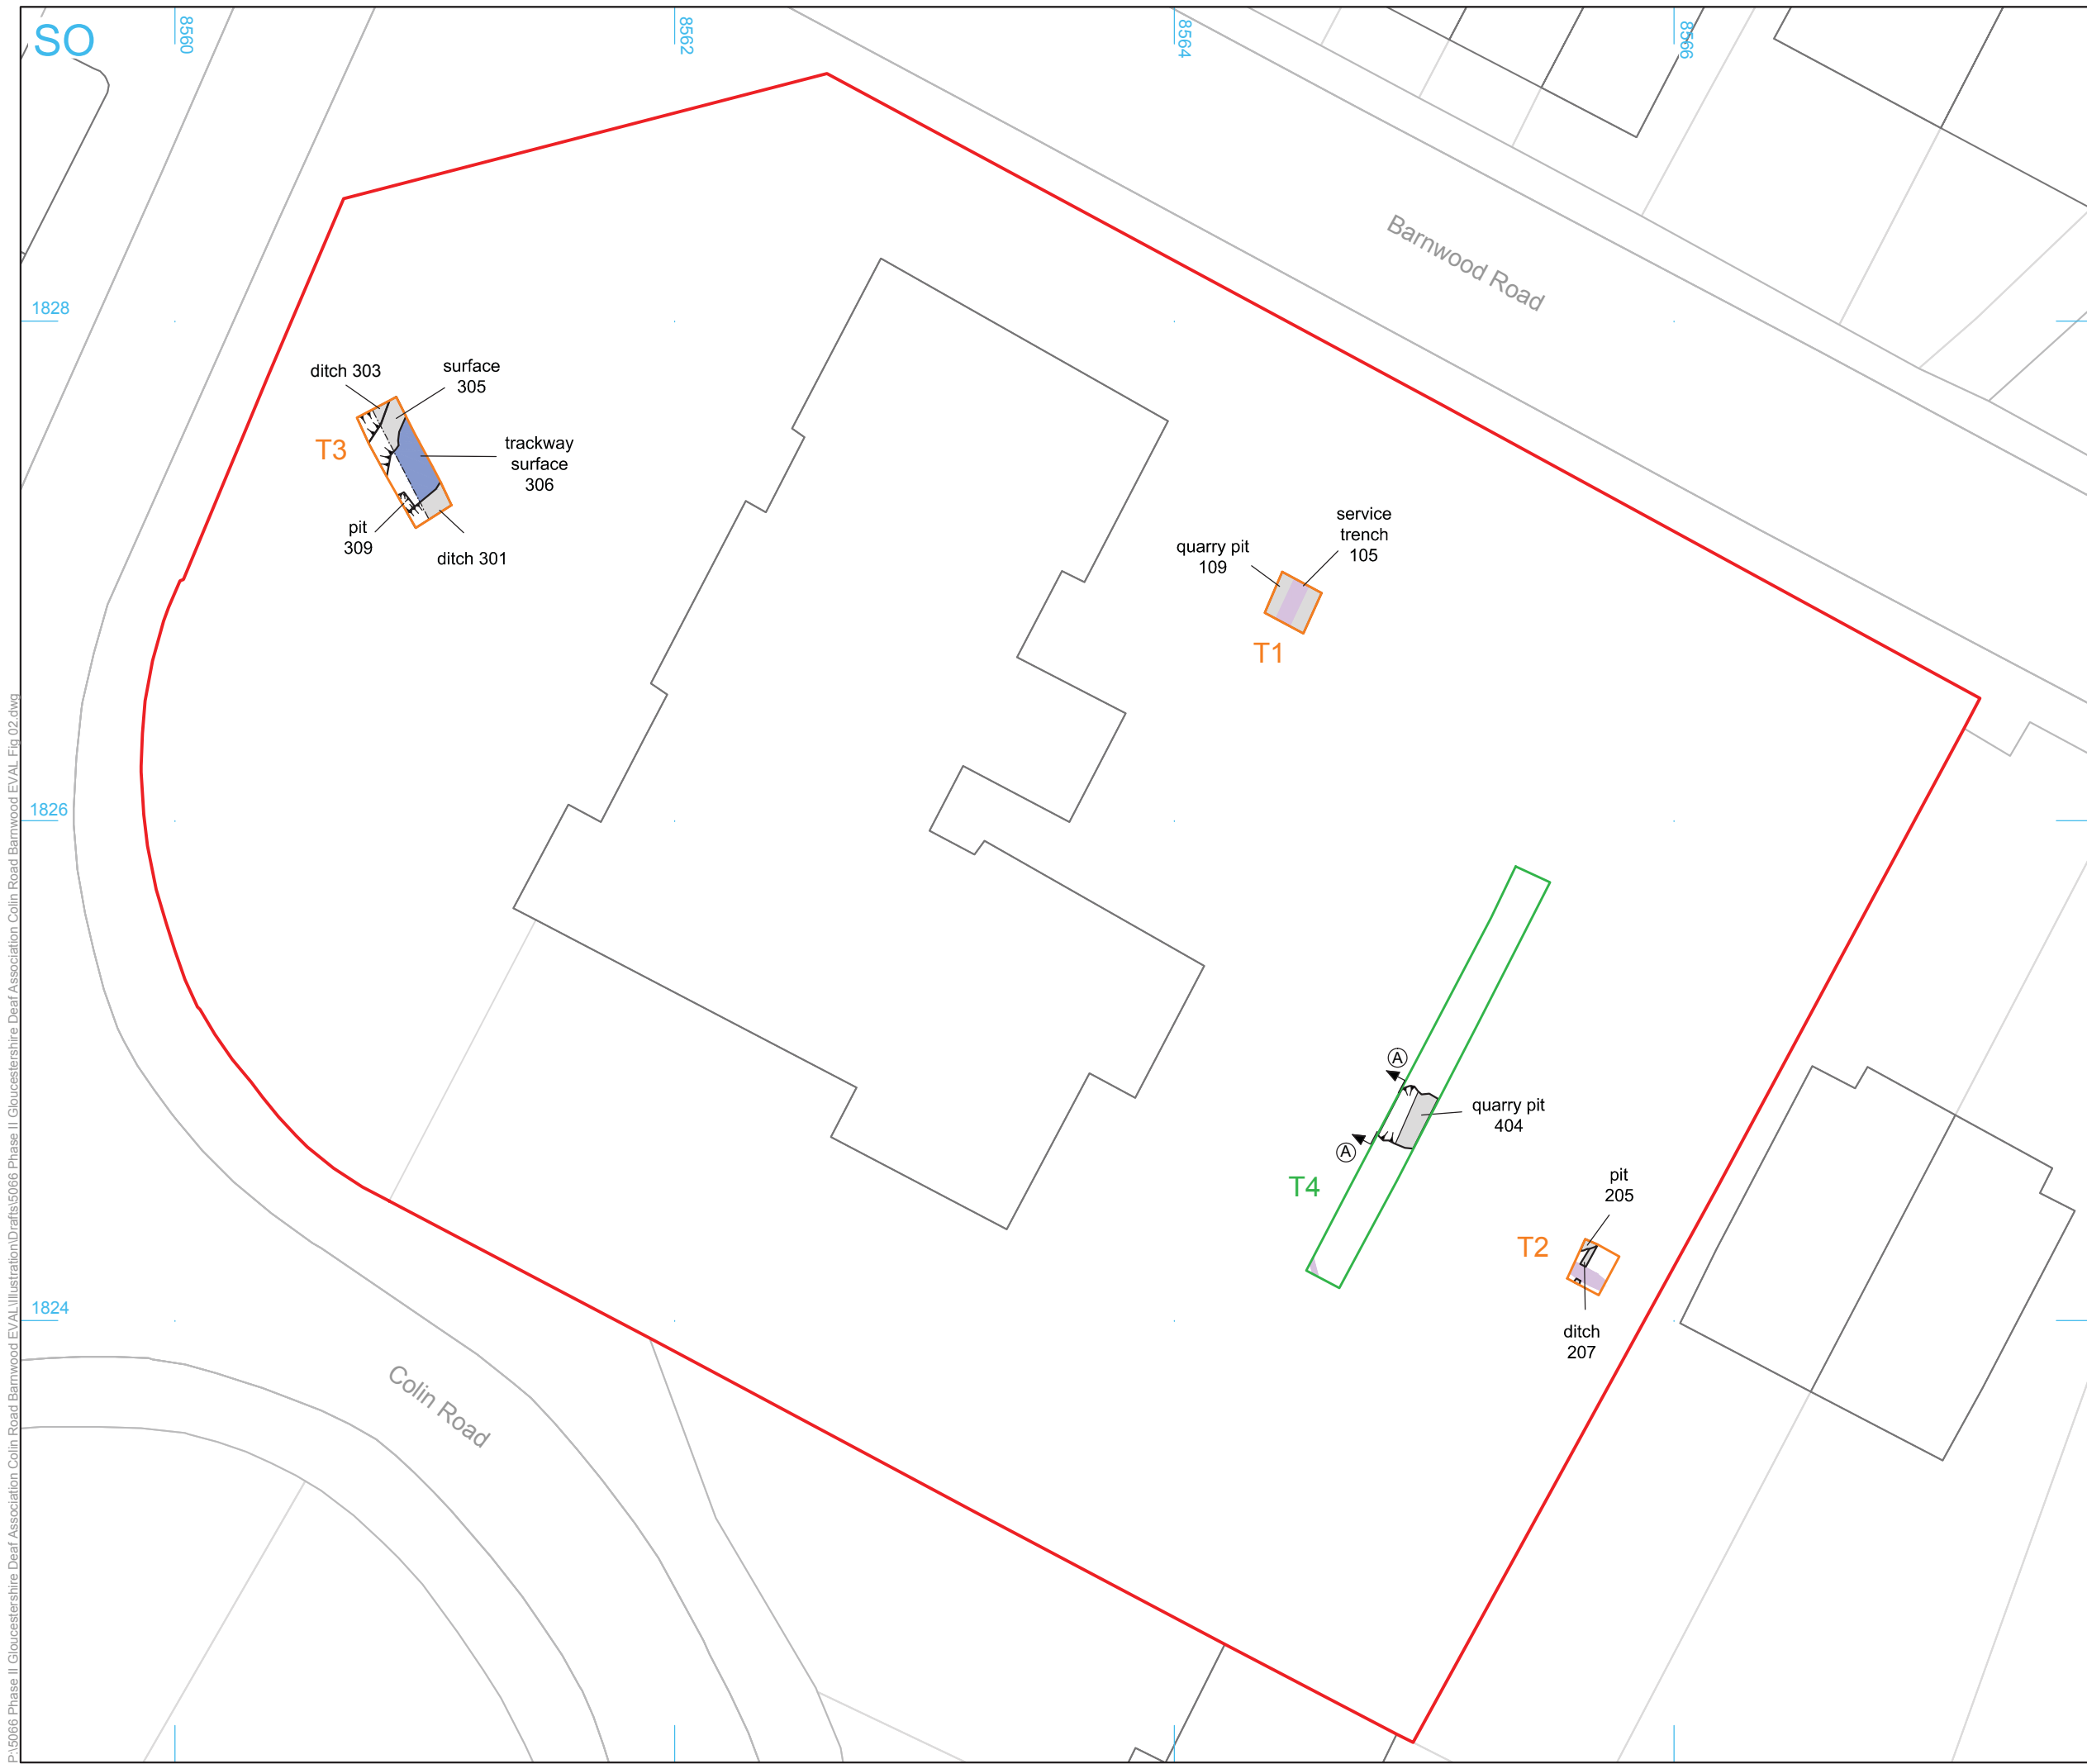 SO
8560
8562
8564
8566
Barnwood Road
1828
ditch 303
surface
305
T3
trackway
surface
306
pit
309
ditch 301
service
trench
105
quarry pit
109
T1
1826
A
quarry pit
404
A
T4
pit
205
T2
1824
ditch
207
Colin Road
P:\5066 Phase II Gloucestershire Deaf Association Colin Road Barnwood EVAL\Illustration\Drafts\5066 Phase II Gloucestershire Deaf Association Colin Road Barnwood EVAL Fig 02.dwg